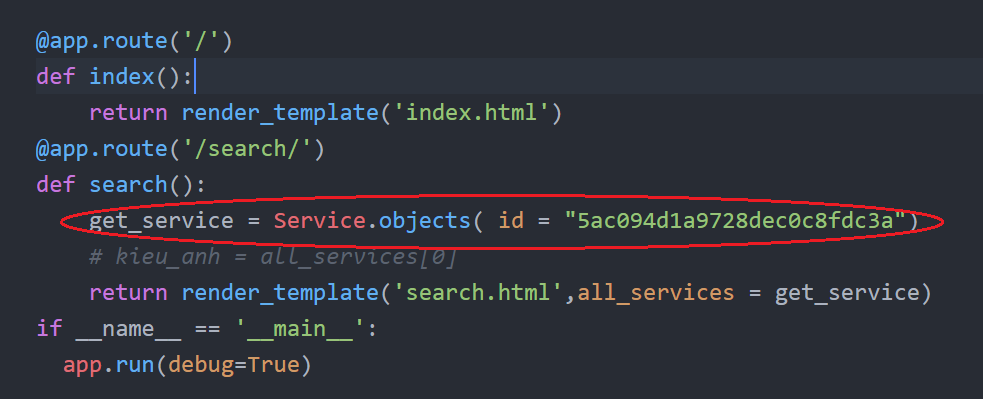 @app.route('/')
def index():
    return render_template('index.html')
@app.route('/search/')
def search():
    get_service = Service.objects( id = "5ac094d1a9728dec0c8fdc3a")
    # kieu_anh = all_services[0]
    return render_template('search.html',all_services = get_service)
if __name__ == '__main__':
  app.run(debug=True)